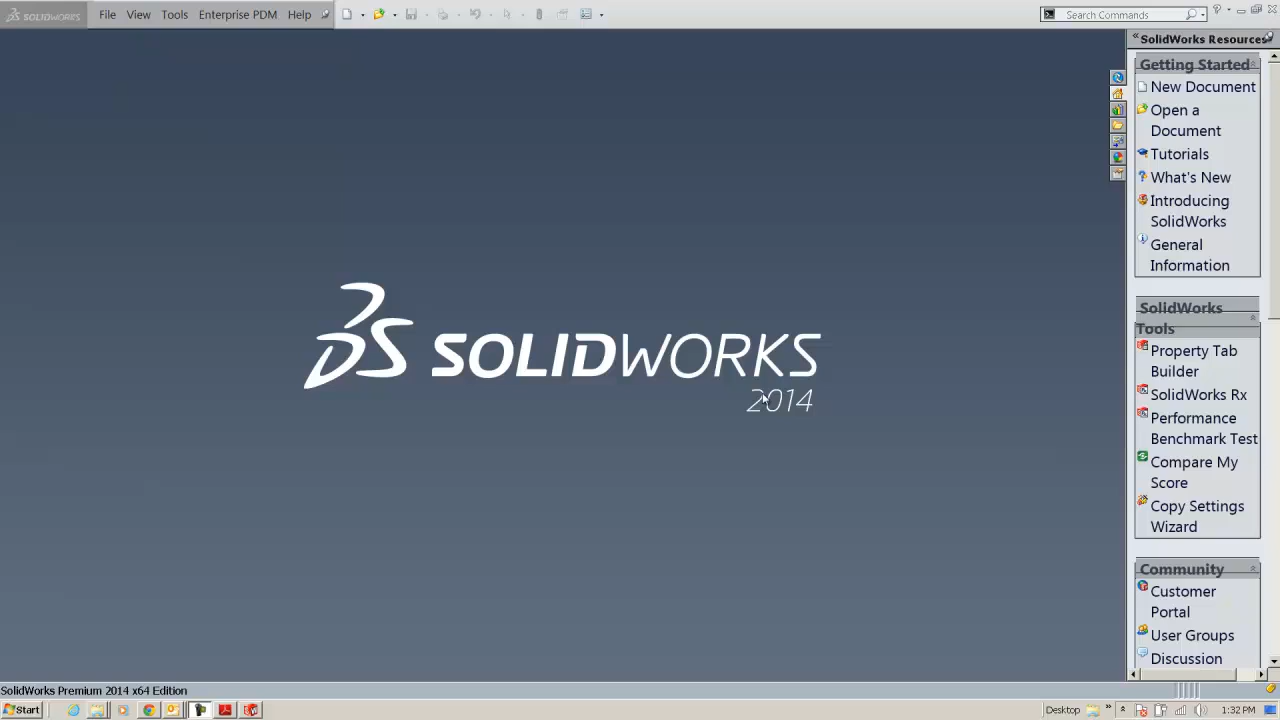 SOLIDWORKS File View Tools Enterprise PDM Help Search Commands ?
« SolidWorks Resources
Getting Started
New Document
Open a
Document
Tutorials
What's New
Introducing
SolidWorks
General
Information
SOLIDWORKS
2014
SolidWorks
Tools
Property Tab
Builder
SolidWorks Rx
Performance
Benchmark Test
Compare My
Score
Copy Settings
Wizard
Community
Customer
Portal
User Groups
Discussion
SolidWorks Premium 2014 x64 Edition
Start Desktop » 1:32 PM